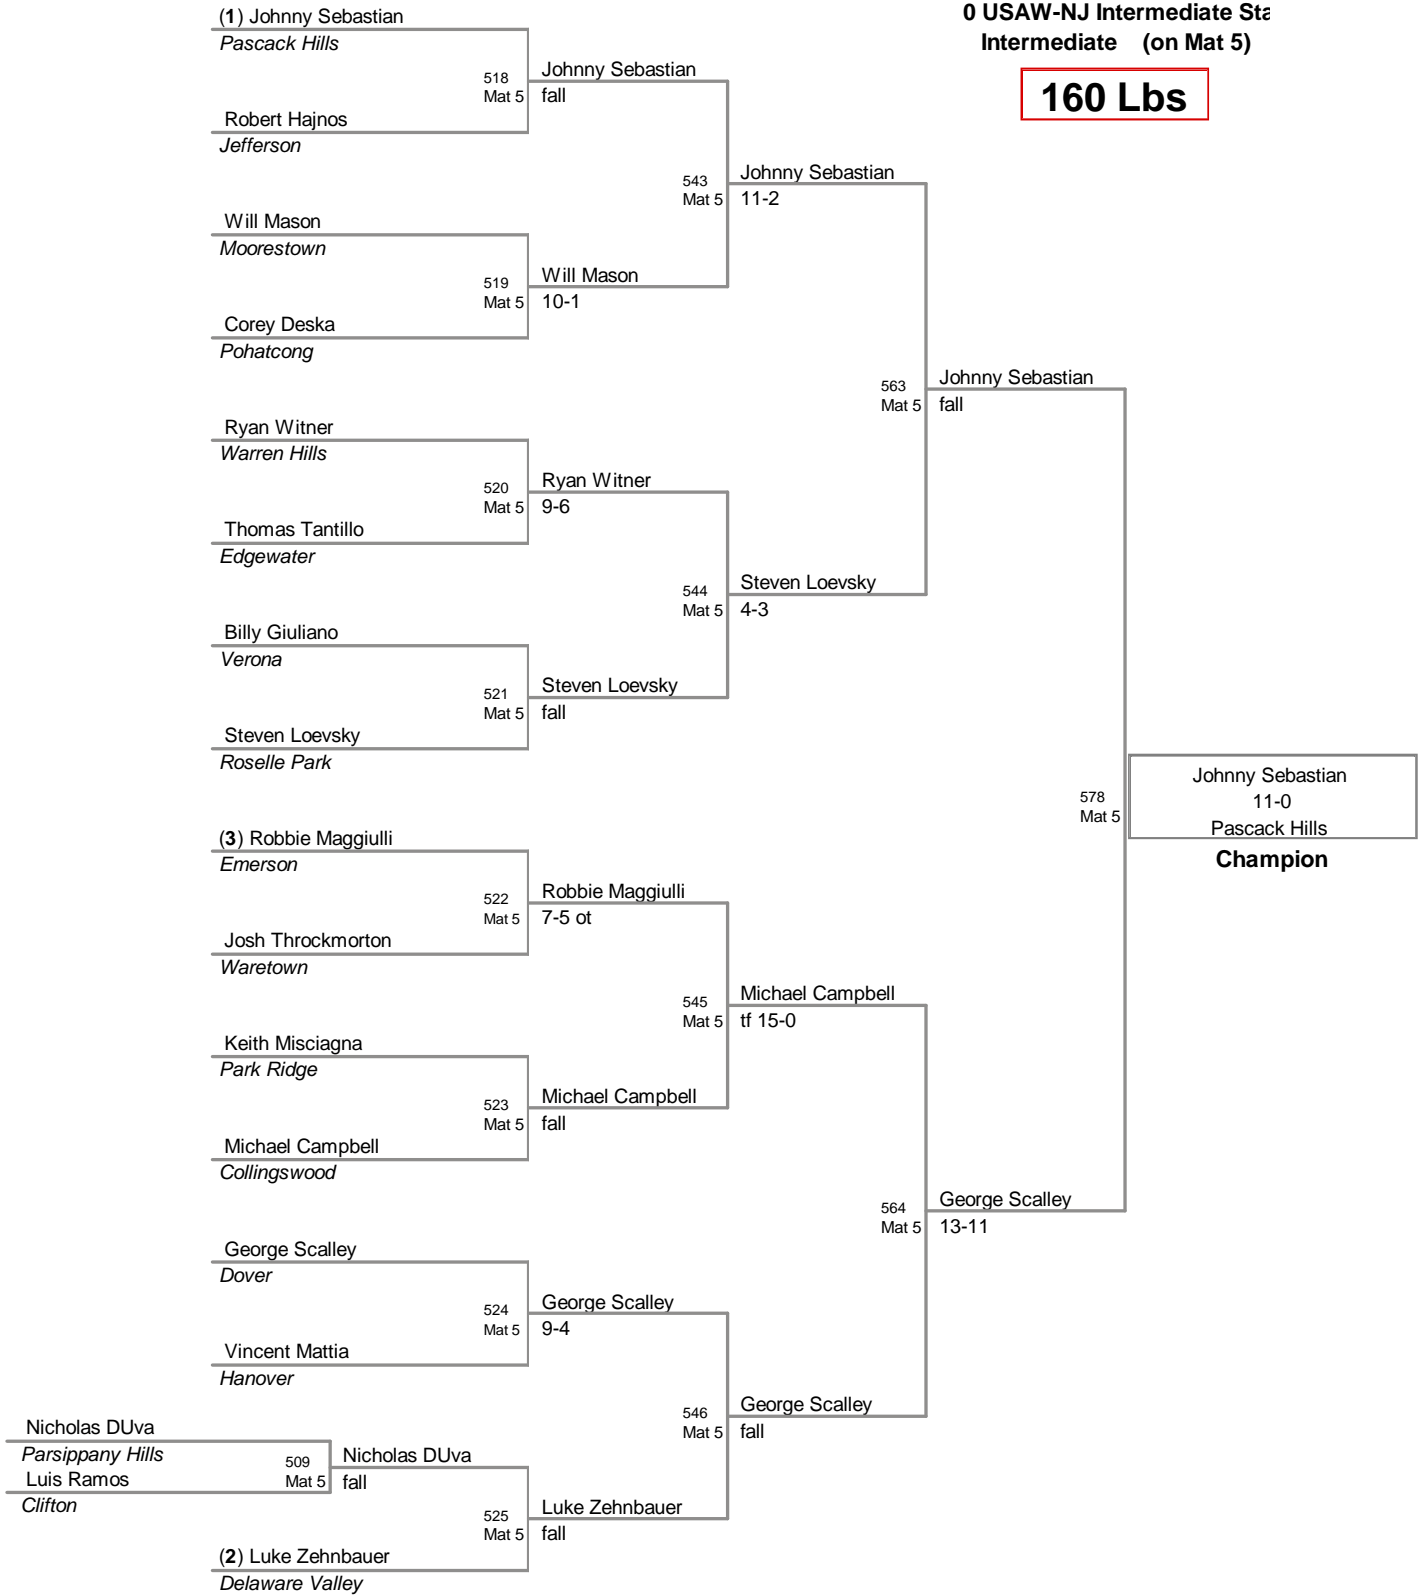 0 USAW-NJ Intermediate Sta
Intermediate (on Mat 5)
160 Lbs
(1) Johnny Sebastian
Pascack Hills
518
Mat 5
Johnny Sebastian
fall
Robert Hajnos
Jefferson
543
Mat 5
Johnny Sebastian
11-2
Will Mason
Moorestown
519
Mat 5
Will Mason
10-1
Corey Deska
Pohatcong
563
Mat 5
Johnny Sebastian
fall
Ryan Witner
Warren Hills
520
Mat 5
Ryan Witner
9-6
Thomas Tantillo
Edgewater
544
Mat 5
Steven Loevsky
4-3
Billy Giuliano
Verona
521
Mat 5
Steven Loevsky
fall
Steven Loevsky
Roselle Park
578
Mat 5
Johnny Sebastian
11-0
Pascack Hills
Champion
(3) Robbie Maggiulli
Emerson
522
Mat 5
Robbie Maggiulli
7-5 ot
Josh Throckmorton
Waretown
545
Mat 5
Michael Campbell
tf 15-0
Keith Misciagna
Park Ridge
523
Mat 5
Michael Campbell
fall
Michael Campbell
Collingswood
564
Mat 5
George Scalley
13-11
George Scalley
Dover
524
Mat 5
George Scalley
9-4
Vincent Mattia
Hanover
546
Mat 5
George Scalley
fall
Nicholas DUva
Parsippany Hills
509
Mat 5
Nicholas DUva
fall
Luis Ramos
Clifton
525
Mat 5
Luke Zehnbauer
fall
(2) Luke Zehnbauer
Delaware Valley